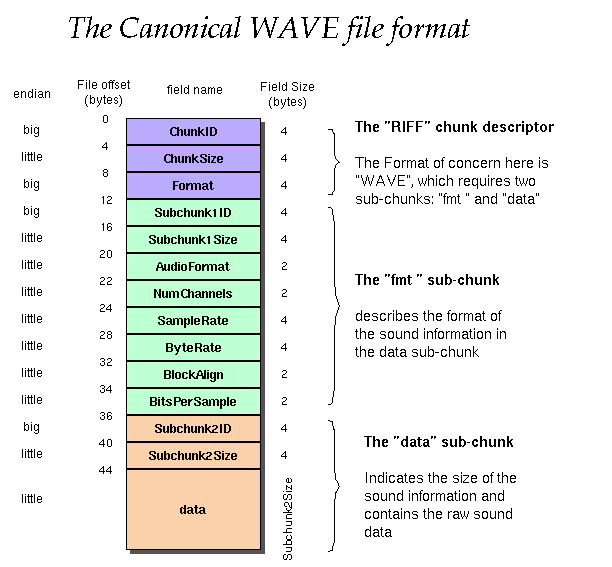 The Canonical WAVE file format
endian
File offset
(bytes)
field name
Field Size
(bytes)
0
big
ChunkID
4
4
little
ChunkSize
4
8
big
Format
4
12
big
Subchunk1ID
4
16
little
Subchunk1Size
4
20
little
AudioFormat
2
22
little
NumChannels
2
24
little
SampleRate
4
28
little
ByteRate
4
32
little
BlockAlign
2
34
little
BitsPerSample
2
36
big
Subchunk2ID
4
40
little
Subchunk2Size
4
44
little
data
Subchunk2Size
The "RIFF" chunk descriptor
The Format of concern here is
"WAVE", which requires two
sub-chunks: "fmt " and "data"
The "fmt " sub-chunk
describes the format of
the sound information in
the data sub-chunk
The "data" sub-chunk
Indicates the size of the
sound information and
contains the raw sound
data